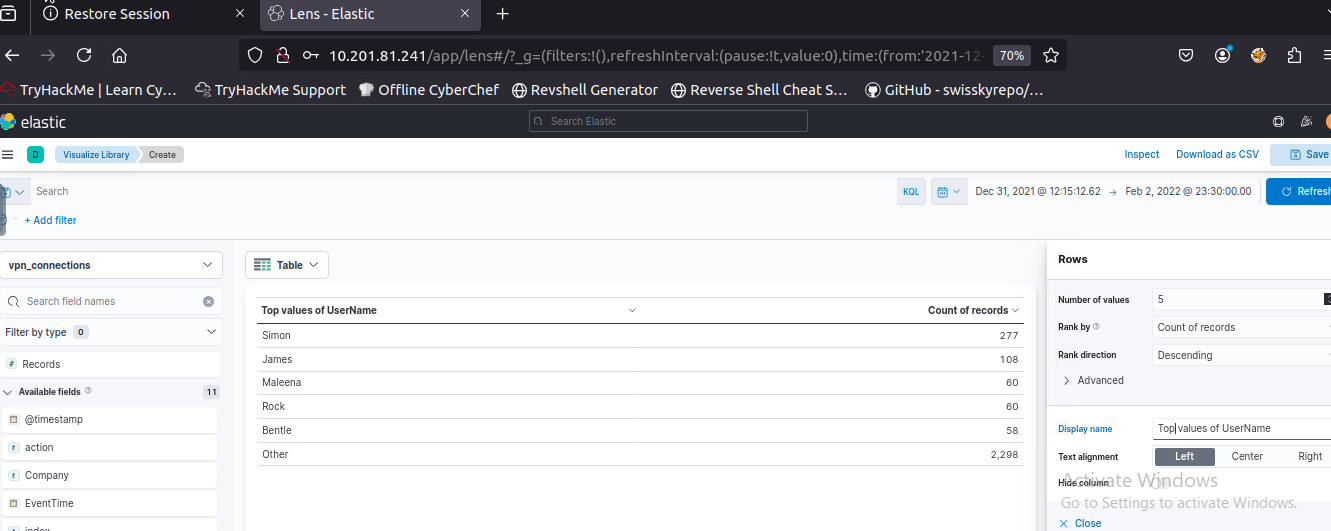 Restore Session
Lens - Elastic
10.201.81.241/app/lens#/?_g=(filters:!(),refreshInterval:(pause:!t,value:0),time:(from:'2021-12-
70%
TryHackMe | Learn Cy...
TryHackMe Support
Offline CyberChef
Revshell Generator
Reverse Shell Cheat S...
GitHub - swisskyrepo/...
elastic
Search Elastic
D
Visualize Library
Create
Inspect
Download as CSV
Save
Search
KQL
Dec 31, 2021 @ 12:15:12.62 → Feb 2, 2022 @ 23:30:00.00
Refresh
+ Add filter
vpn_connections
Search field names
Filter by type 0
# Records
Available fields 11
@timestamp
t action
t Company
EventTime
t index
Table
Top values of UserName Count of records
Simon 277
James 108
Maleena 60
Rock 60
Bentle 58
Other 2,298
Rows
Number of values 5
Rank by Count of records
Rank direction Descending
Advanced
Display name Top values of UserName
Text alignment Left Center Right
Hide column
Activate Windows
Go to Settings to activate Windows.
Close